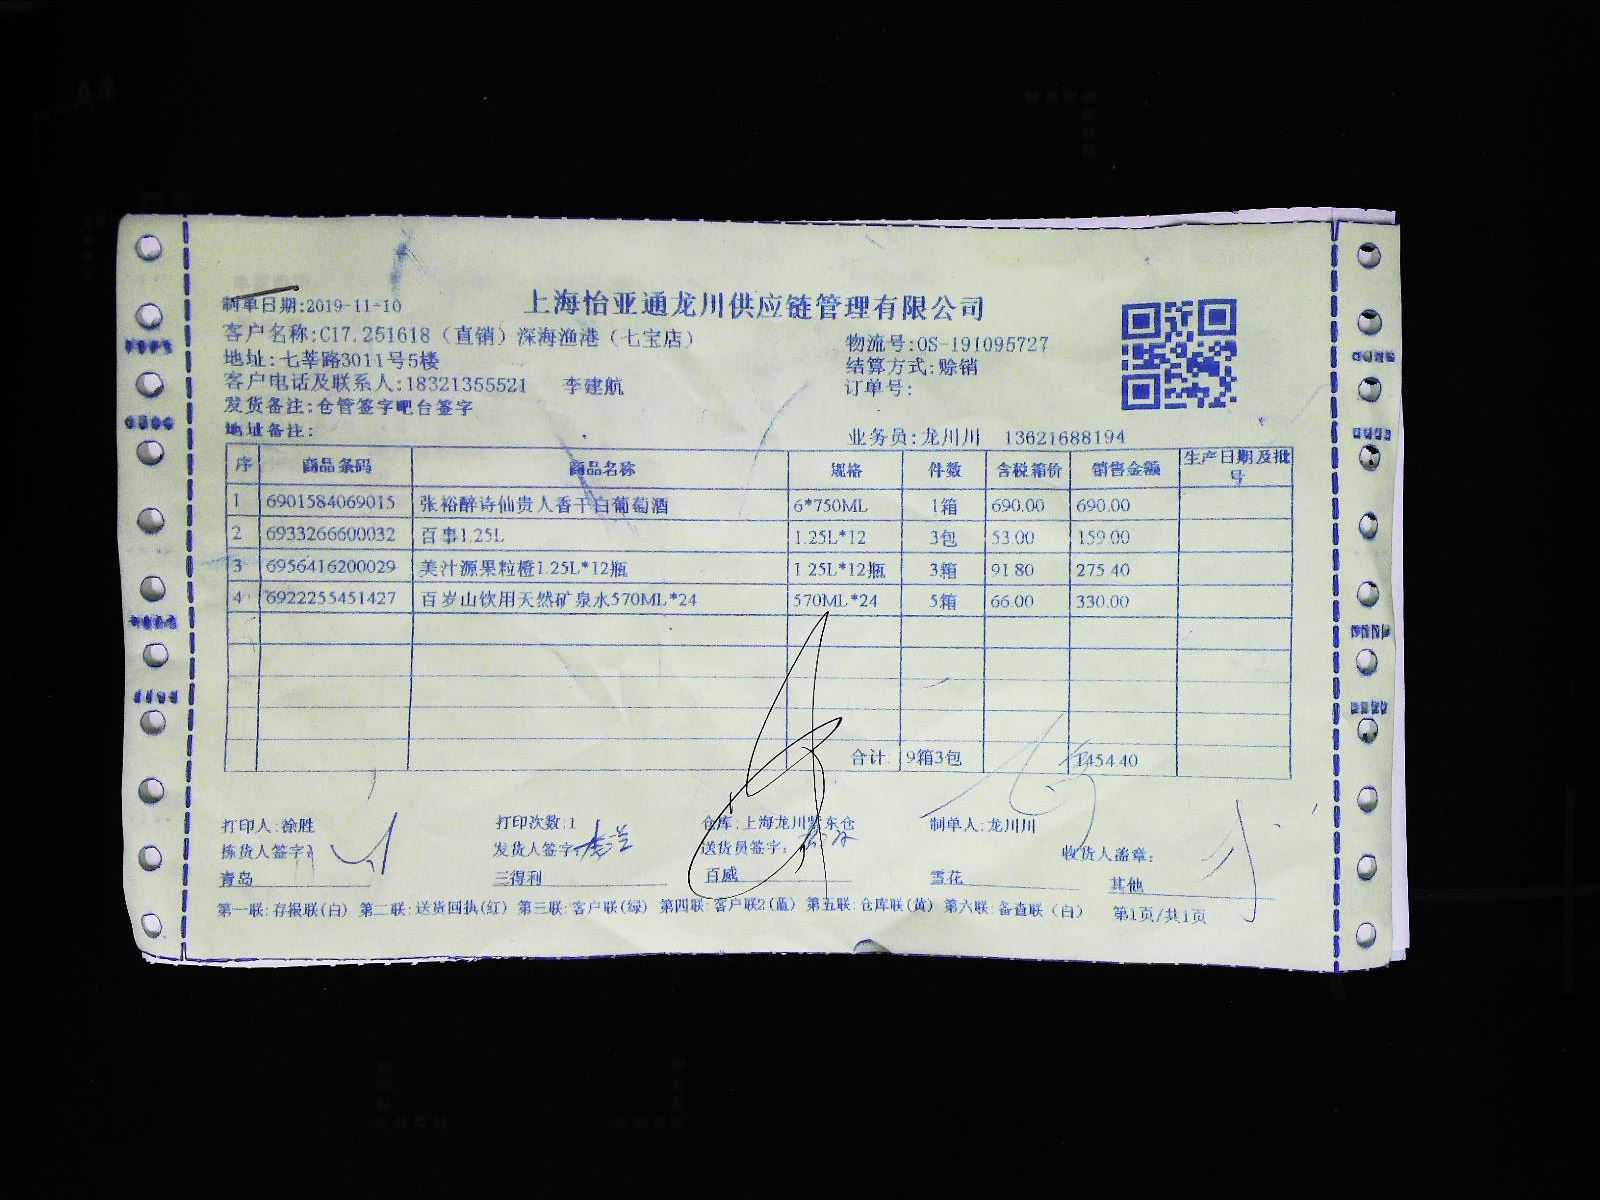 上海怡亚通龙川供应链管理有限公司
制单日期:2019-11-10
客户名称:C17.251618（直销）深海渔港（七宝店）
物流号:OS-191095727
地址:七莘路3011号5楼
结算方式:赊销
客户电话及联系人:18321355521 李建航
订单号:
发货备注:仓管签字吧台签字
地址备注:
业务员:龙川川 13621688194
序 商品条码 商品名称 规格 件数 含税箱价 销售金额 生产日期及批号
1 6901584069015 张裕醉诗仙贵人香干白葡萄酒 6*750ML 1箱 690.00 690.00
2 6933266600032 百事1.25L 1.25L*12 3包 53.00 159.00
3 6956416200029 美汁源果粒橙1.25L*12瓶 1.25L*12瓶 3箱 91.80 275.40
4 6922255451427 百岁山饮用天然矿泉水570ML*24 570ML*24 5箱 66.00 330.00
合计 9箱3包 1454.40
打印人:徐胜 打印次数:1 仓库:上海龙川紫东仓 制单人:龙川川
拣货人签字: 发货人签字: 送货员签字: 收货人盖章:
青岛 三得利 百威 雪花 其他
第一联:存根联(白) 第二联:送货回执(红) 第三联:客户联(绿) 第四联:客户联2(蓝) 第五联:仓库联(黄) 第六联:备查联（白） 第1页/共1页